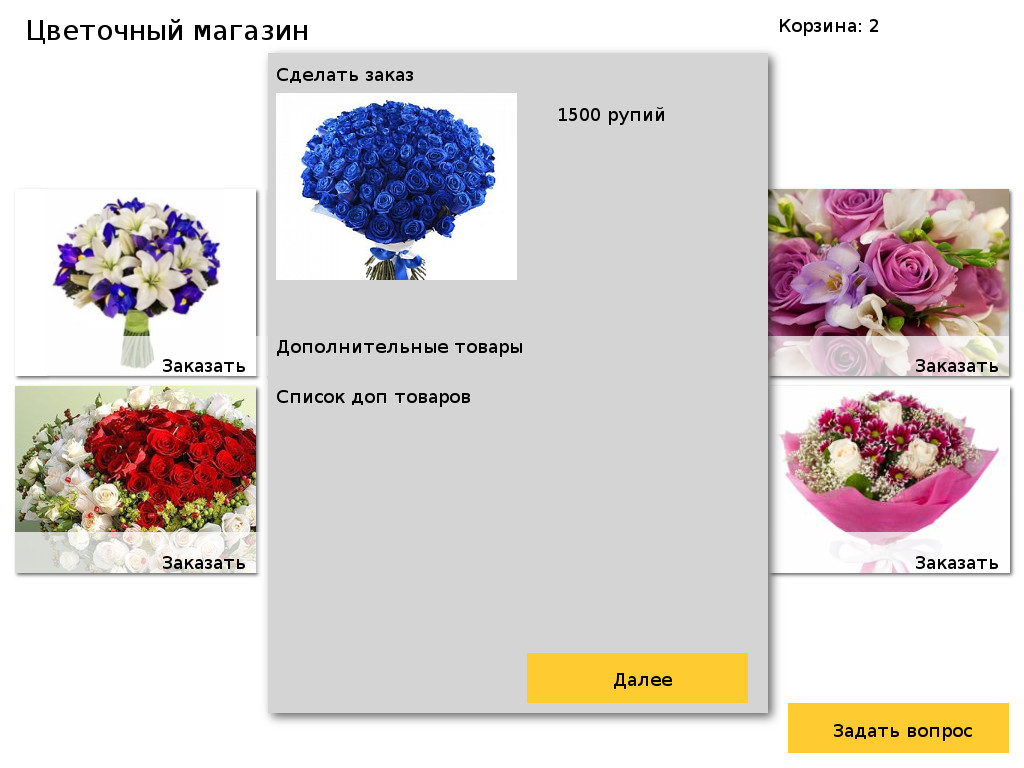 Цветочный магазин
Корзина: 2
Сделать заказ
1500 рупий
Дополнительные товары
Список доп товаров
Заказать
Заказать
Заказать
Заказать
Далее
Задать вопрос